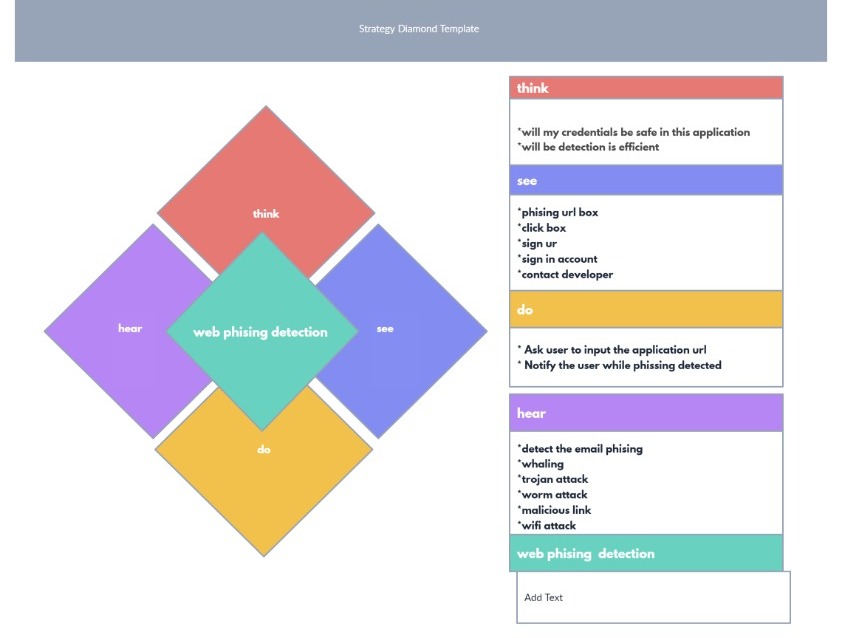 Strategy Diamond Template
think
hear
web phising detection
see
do
think
*will my credentials be safe in this application
*will be detection is efficient
see
*phising url box
*click box
*sign ur
*sign in account
*contact developer
do
* Ask user to input the application url
* Notify the user while phissing detected
hear
*detect the email phising
*whaling
*trojan attack
*worm attack
*malicious link
*wifi attack
web phising detection
Add Text